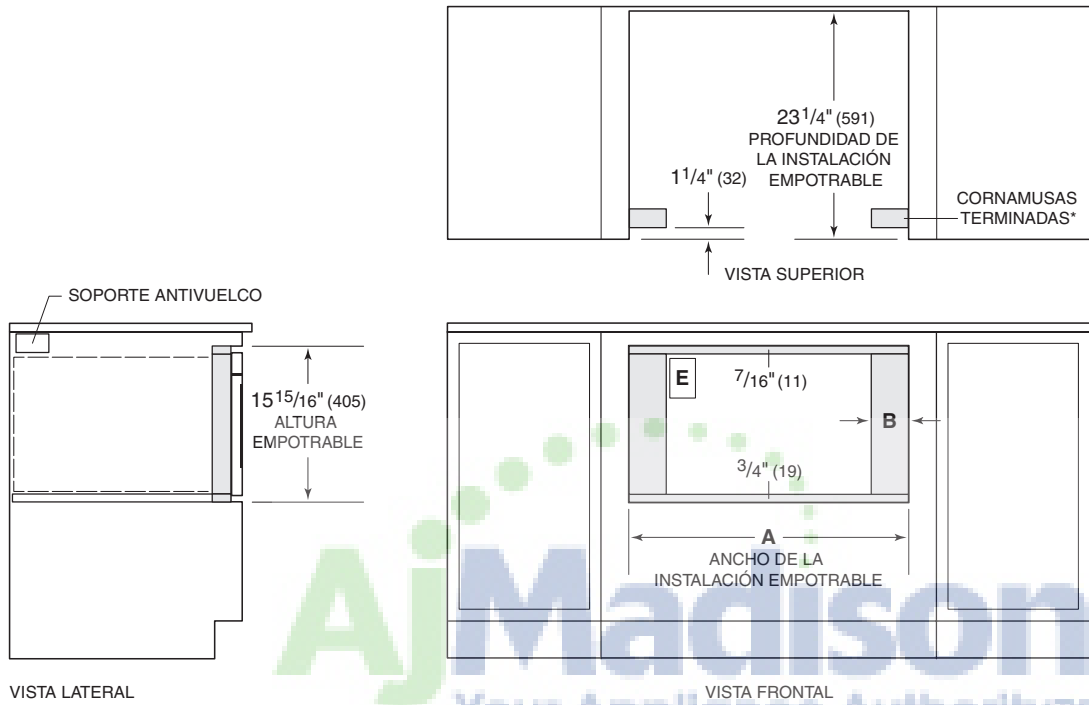 23 1/4" (591)
PROFUNDIDAD DE
LA INSTALACIÓN
EMPOTRABLE
1 1/4" (32)
CORNAMUSAS
TERMINADAS*
VISTA SUPERIOR
SOPORTE ANTIVUELCO
15 15/16" (405)
ALTURA
EMPOTRABLE
E
7/16" (11)
B
3/4" (19)
A
ANCHO DE LA
INSTALACIÓN EMPOTRABLE
AjMadison
VISTA LATERAL
VISTA FRONTAL